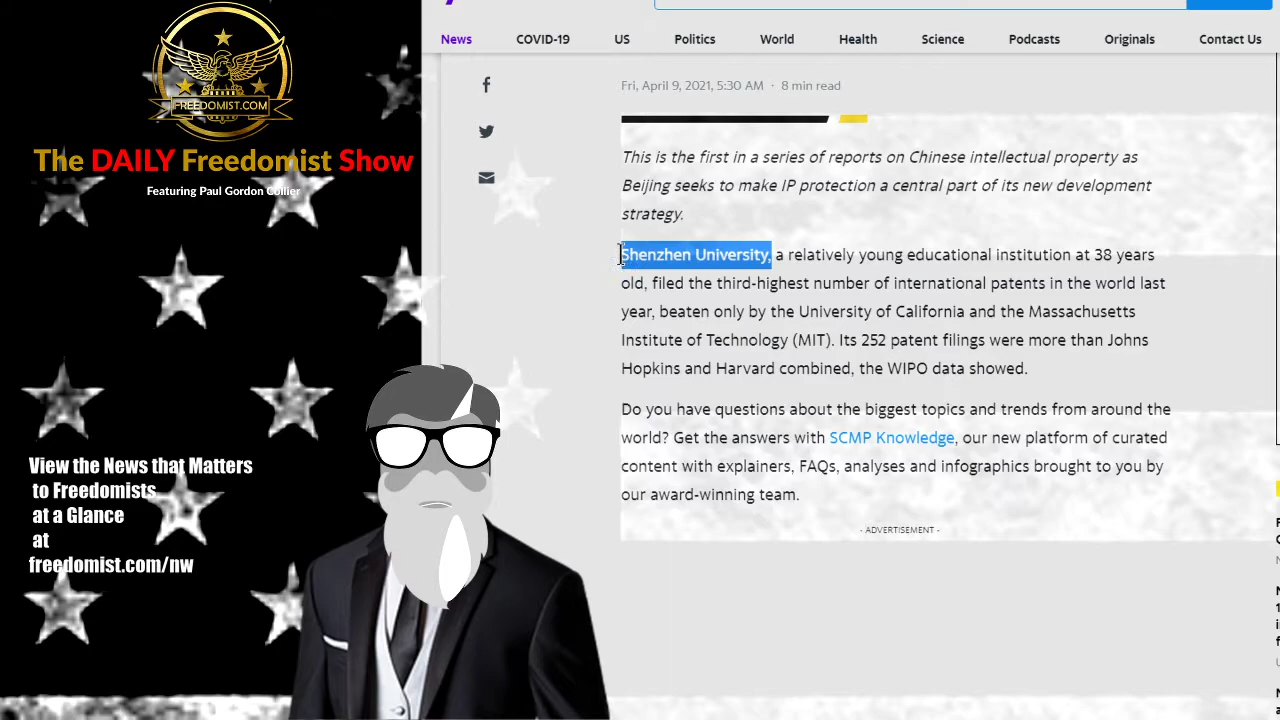 FREEDOMIST.COM
The DAILY Freedomist Show
Featuring Paul Gordon Collier
View the News that Matters
to Freedomists
at a Glance
at
freedomist.com/nw
News COVID-19 US Politics World Health Science Podcasts Originals Contact Us
Fri, April 9, 2021, 5:30 AM · 8 min read
This is the first in a series of reports on Chinese intellectual property as
Beijing seeks to make IP protection a central part of its new development
strategy.
Shenzhen University, a relatively young educational institution at 38 years
old, filed the third-highest number of international patents in the world last
year, beaten only by the University of California and the Massachusetts
Institute of Technology (MIT). Its 252 patent filings were more than Johns
Hopkins and Harvard combined, the WIPO data showed.
Do you have questions about the biggest topics and trends from around the
world? Get the answers with SCMP Knowledge, our new platform of curated
content with explainers, FAQs, analyses and infographics brought to you by
our award-winning team.
- ADVERTISEMENT -